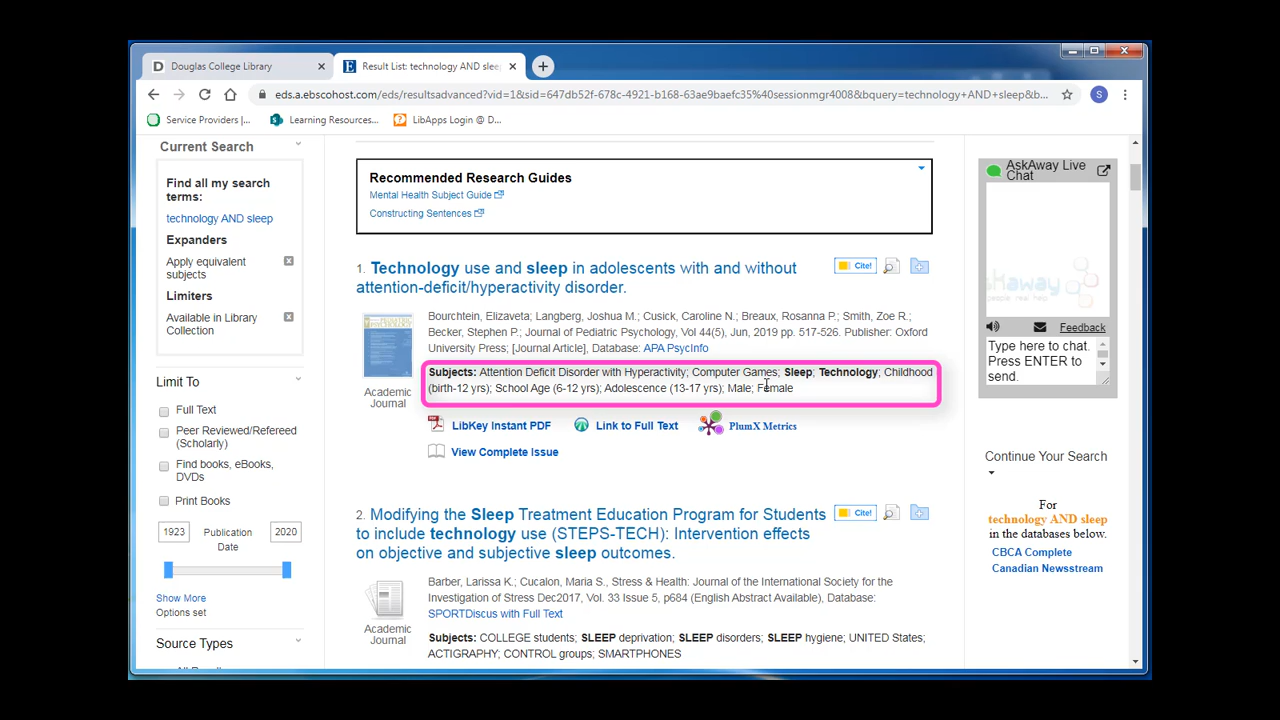 Douglas College Library
Result List: technology AND slee
eds.a.ebscohost.com/eds/resultsadvanced?vid=1&sid=647db52f-678c-4921-b168-63ae9baefc35%40sessionmgr4008&bquery=technology+AND+sleep&b...
S
Service Providers |...
Learning Resources...
LibApps Login @ D...
Current Search
Find all my search
terms:
technology AND sleep
Expanders
Apply equivalent
subjects
Limiters
Available in Library
Collection
Limit To
Full Text
Peer Reviewed/Refereed
(Scholarly)
Find books, eBooks,
DVDs
Print Books
1923
Publication
Date
2020
Show More
Options set
Source Types
Recommended Research Guides
Mental Health Subject Guide
Constructing Sentences
1. Technology use and sleep in adolescents with and without
attention-deficit/hyperactivity disorder.
Cite!
Bourchtein, Elizaveta; Langberg, Joshua M.; Cusick, Caroline N.; Breaux, Rosanna P.; Smith, Zoe R.;
Becker, Stephen P.; Journal of Pediatric Psychology, Vol 44(5), Jun, 2019 pp. 517-526. Publisher: Oxford
University Press; [Journal Article], Database: APA PsycInfo
Academic
Journal
Subjects: Attention Deficit Disorder with Hyperactivity; Computer Games; Sleep; Technology; Childhood
(birth-12 yrs); School Age (6-12 yrs); Adolescence (13-17 yrs); Male; Female
LibKey Instant PDF
Link to Full Text
PlumX Metrics
View Complete Issue
2. Modifying the Sleep Treatment Education Program for Students
to include technology use (STEPS-TECH): Intervention effects
on objective and subjective sleep outcomes.
Cite!
Barber, Larissa K.; Cucalon, Maria S., Stress & Health: Journal of the International Society for the
Investigation of Stress Dec2017, Vol. 33 Issue 5, p684 (English Abstract Available), Database:
SPORTDiscus with Full Text
Academic
Journal
Subjects: COLLEGE students; SLEEP deprivation; SLEEP disorders; SLEEP hygiene; UNITED States;
ACTIGRAPHY; CONTROL groups; SMARTPHONES
AskAway Live
Chat
Feedback
Type here to chat.
Press ENTER to
send.
Continue Your Search
For
technology AND sleep
in the databases below.
CBCA Complete
Canadian Newsstream